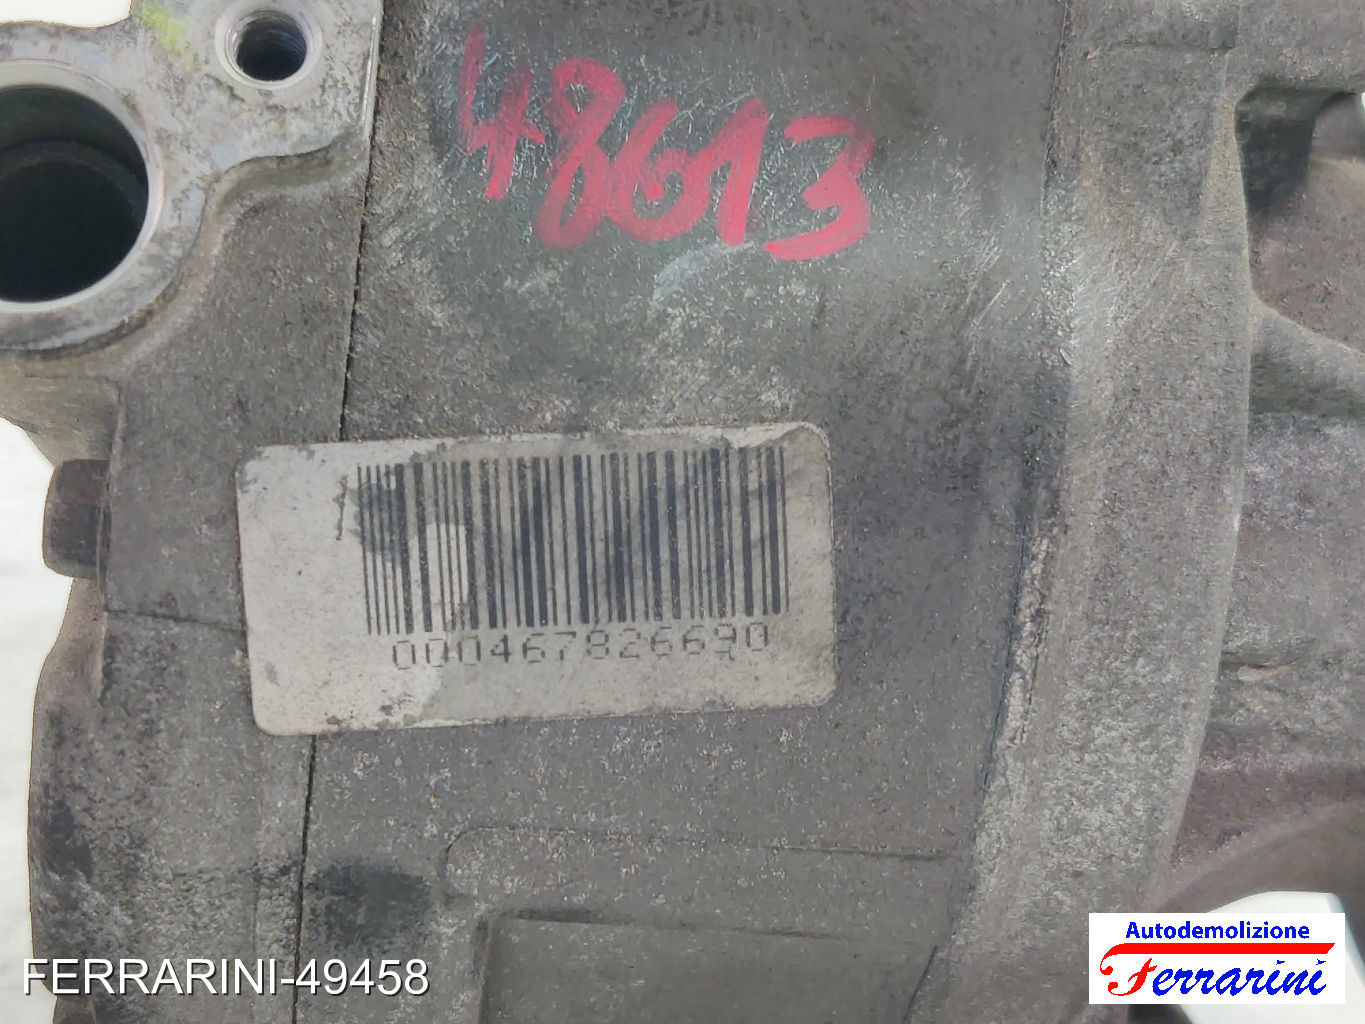 48613
000467826690
FERRARINI-49458
Autodemolizione
Ferrarini